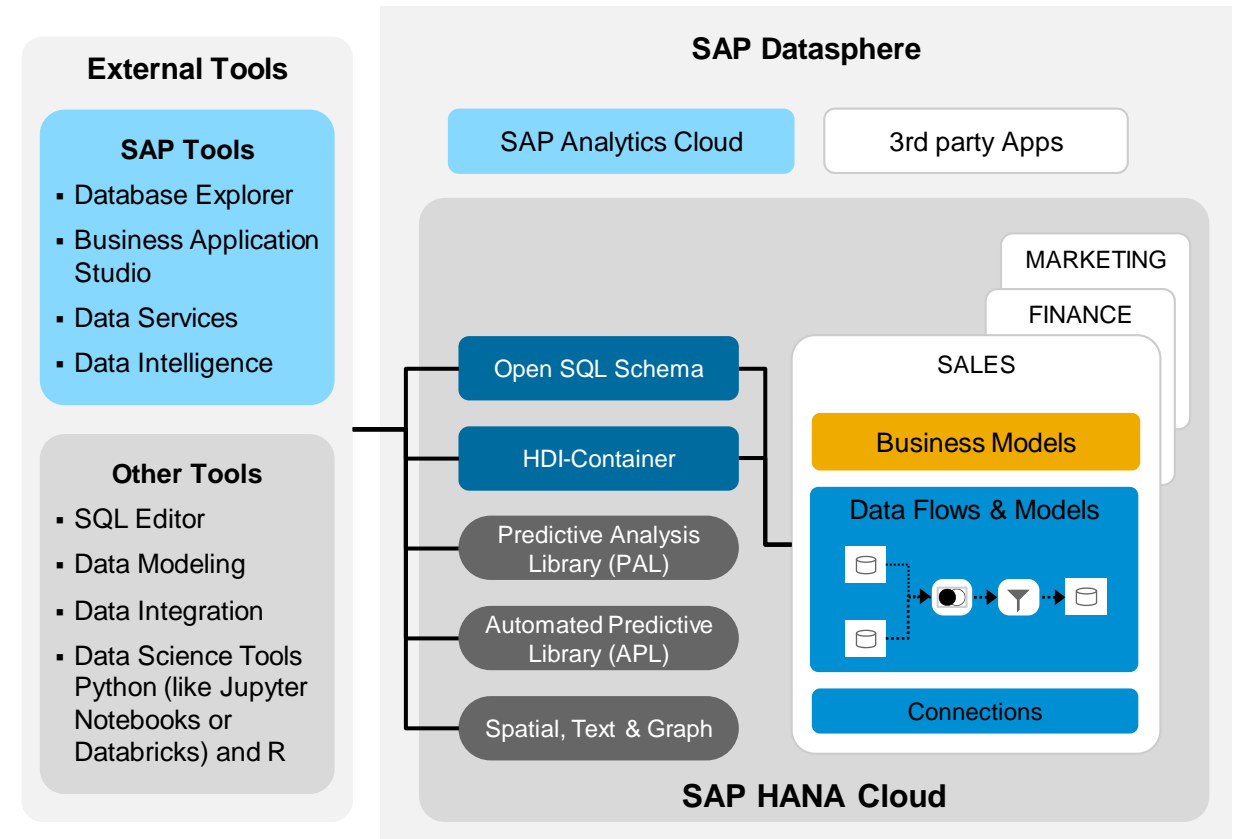 External Tools
SAP Tools
▪ Database Explorer
▪ Business Application
Studio
▪ Data Services
▪ Data Intelligence
Other Tools
▪ SQL Editor
▪ Data Modeling
▪ Data Integration
▪ Data Science Tools
Python (like Jupyter
Notebooks or
Databricks) and R
SAP Datasphere
SAP Analytics Cloud
3rd party Apps
Open SQL Schema
HDI-Container
Predictive Analysis
Library (PAL)
Automated Predictive
Library (APL)
Spatial, Text & Graph
MARKETING
FINANCE
SALES
Business Models
Data Flows & Models
Connections
SAP HANA Cloud